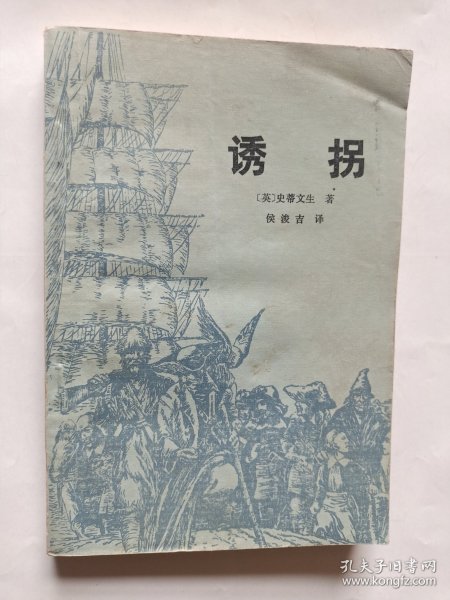 诱拐
〔英〕史蒂文生 著
侯浚吉 译
孔夫子旧书网
www.kongfz.com